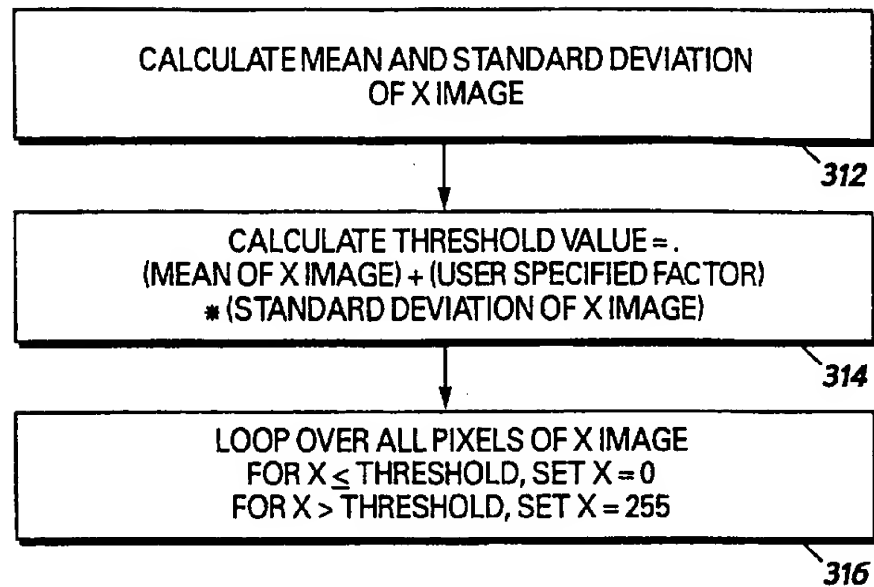 CALCULATE MEAN AND STANDARD DEVIATION
OF X IMAGE
312
CALCULATE THRESHOLD VALUE = .
(MEAN OF X IMAGE) + (USER SPECIFIED FACTOR)
* (STANDARD DEVIATION OF X IMAGE)
314
LOOP OVER ALL PIXELS OF X IMAGE
FOR X ≤ THRESHOLD, SET X = 0
FOR X > THRESHOLD, SET X = 255
316